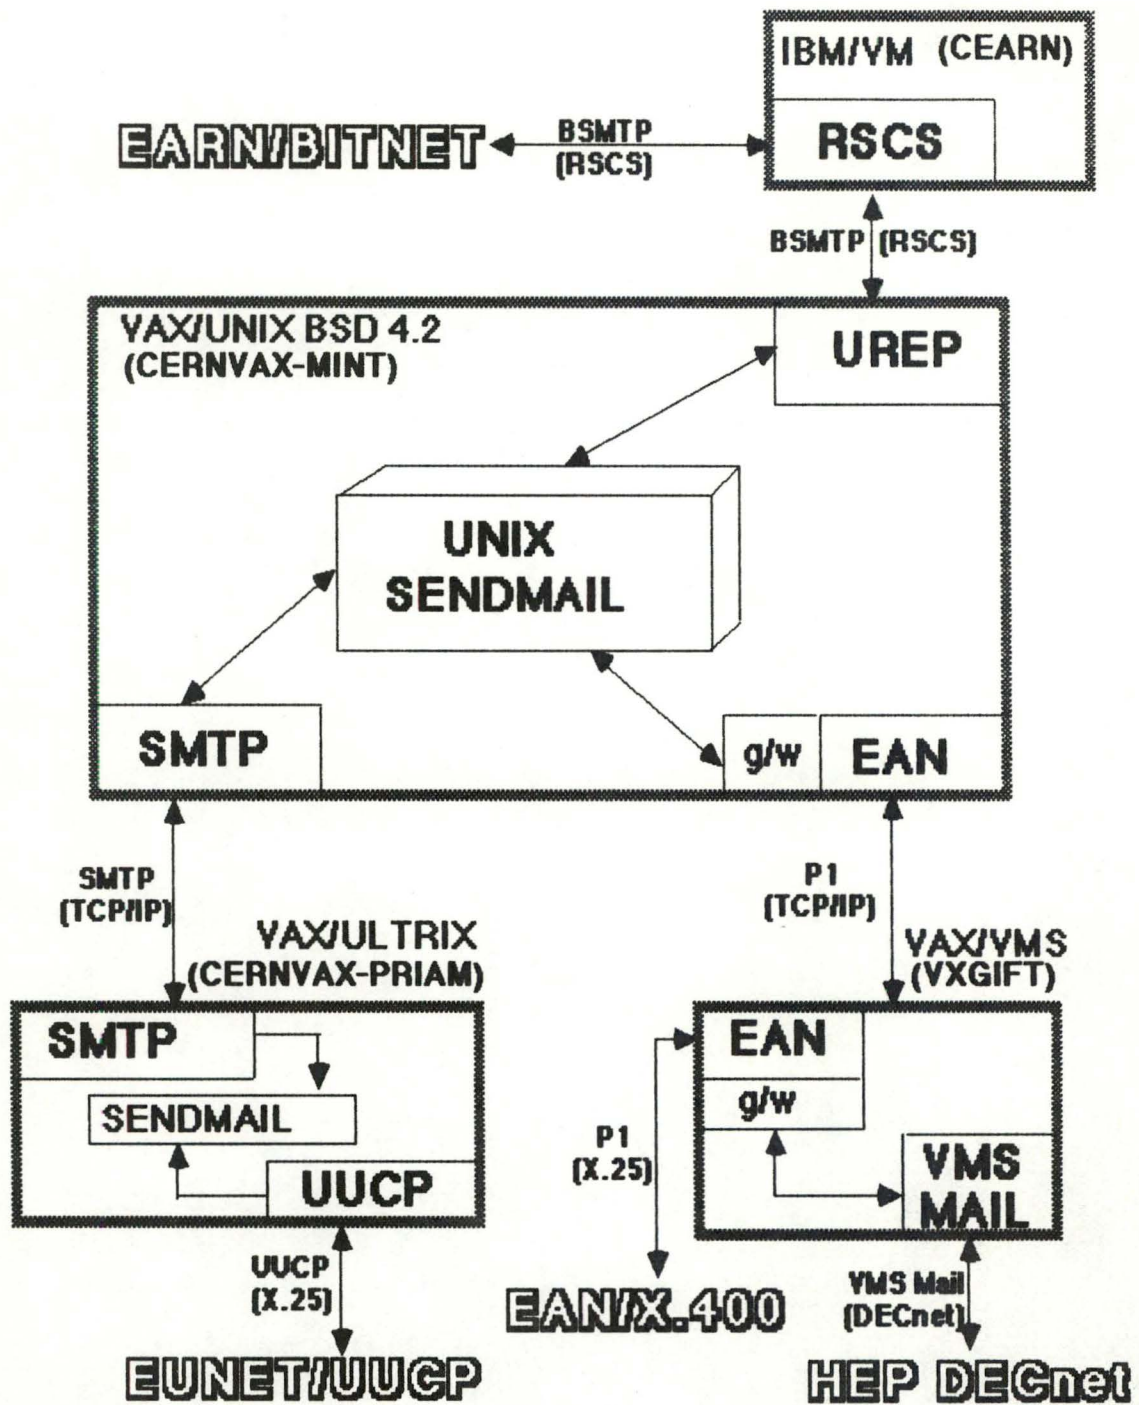 IBM/VM (CEARN)
RSCS
EARN/BITNET
BSMTP
(RSCS)
BSMTP (RSCS)
VAX/UNIX BSD 4.2
(CERNVAX-MINT)
UREP
UNIX
SENDMAIL
SMTP
g/w
EAN
SMTP
(TCP/IP)
P1
(TCP/IP)
VAX/ULTRIX
(CERNVAX-PRIAM)
VAX/VMS
(VXGIFT)
SMTP
SENDMAIL
UUCP
EAN
g/w
VMS
MAIL
P1
(X.25)
UUCP
(X.25)
VMS Mail
(DECnet)
EAN/X.400
EUNET/UUCP
HEP DECnet